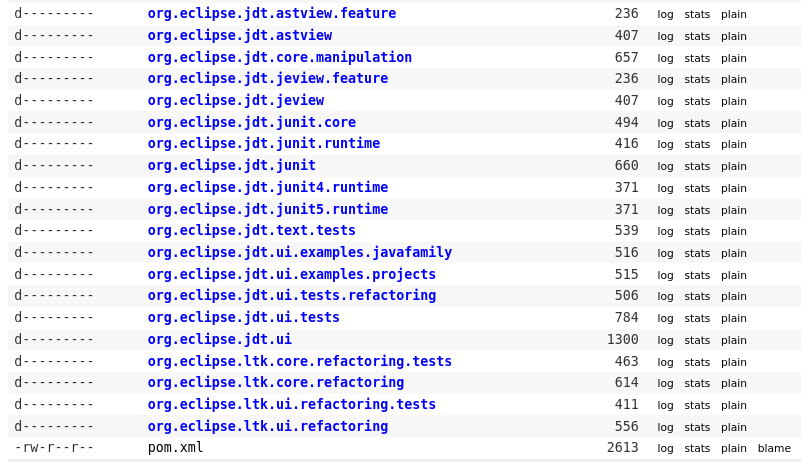 d--------- org.eclipse.jdt.astview.feature 236 log stats plain
d--------- org.eclipse.jdt.astview 407 log stats plain
d--------- org.eclipse.jdt.core.manipulation 657 log stats plain
d--------- org.eclipse.jdt.jeview.feature 236 log stats plain
d--------- org.eclipse.jdt.jeview 407 log stats plain
d--------- org.eclipse.jdt.junit.core 494 log stats plain
d--------- org.eclipse.jdt.junit.runtime 416 log stats plain
d--------- org.eclipse.jdt.junit 660 log stats plain
d--------- org.eclipse.jdt.junit4.runtime 371 log stats plain
d--------- org.eclipse.jdt.junit5.runtime 371 log stats plain
d--------- org.eclipse.jdt.text.tests 539 log stats plain
d--------- org.eclipse.jdt.ui.examples.javafamily 516 log stats plain
d--------- org.eclipse.jdt.ui.examples.projects 515 log stats plain
d--------- org.eclipse.jdt.ui.tests.refactoring 506 log stats plain
d--------- org.eclipse.jdt.ui.tests 784 log stats plain
d--------- org.eclipse.jdt.ui 1300 log stats plain
d--------- org.eclipse.ltk.core.refactoring.tests 463 log stats plain
d--------- org.eclipse.ltk.core.refactoring 614 log stats plain
d--------- org.eclipse.ltk.ui.refactoring.tests 411 log stats plain
d--------- org.eclipse.ltk.ui.refactoring 556 log stats plain
-rw-r--r-- pom.xml 2613 log stats plain blame